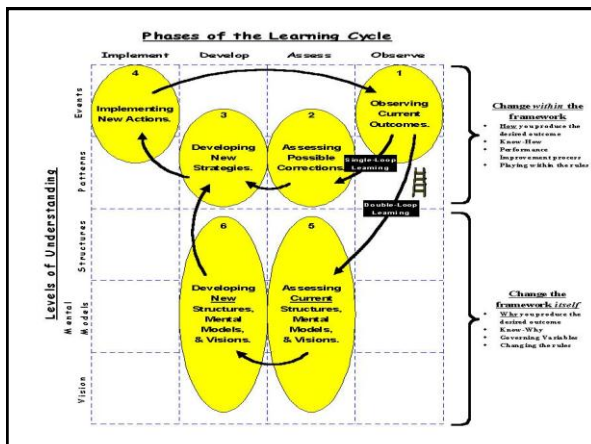 Phases of the Learning Cycle
Implement Develop Assess Observe
Levels of Understanding
Events
Patterns
Structures
Mental Models
Vision
4
Implementing
New Actions.
3
Developing
New
Strategies.
2
Assessing
Possible
Corrections.
1
Observing
Current
Outcomes.
Single-Loop
Learning
Double-Loop
Learning
6
Developing
New
Structures,
Mental
Models,
& Visions.
5
Assessing
Current
Structures,
Mental
Models,
& Visions.
Change within the
framework
• How you produce the
desired outcome
• Know-How
• Performance
Improvement process
• Playing within the rules
Change the
framework itself
• Why you produce the
desired outcome
• Know-Why
• Governing Variables
• Changing the rules